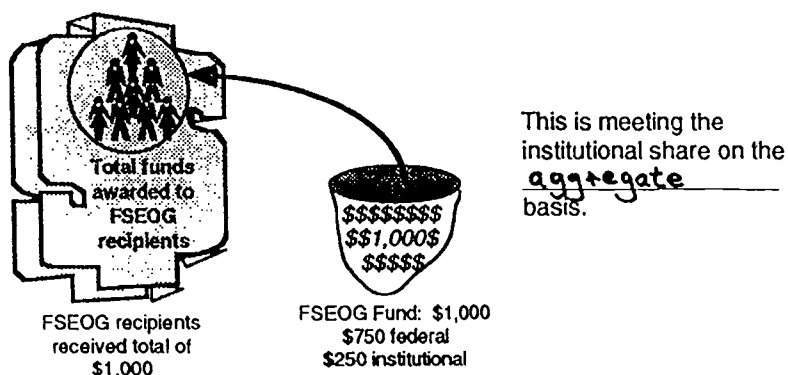 Total funds
awarded to
FSEOG
recipients
FSEOG recipients
received total of
$1,000
$$$$$$$$
$$1,000$
$$$$$
FSEOG Fund: $1,000
$750 federal
$250 institutional
This is meeting the
institutional share on the
aggregate
basis.